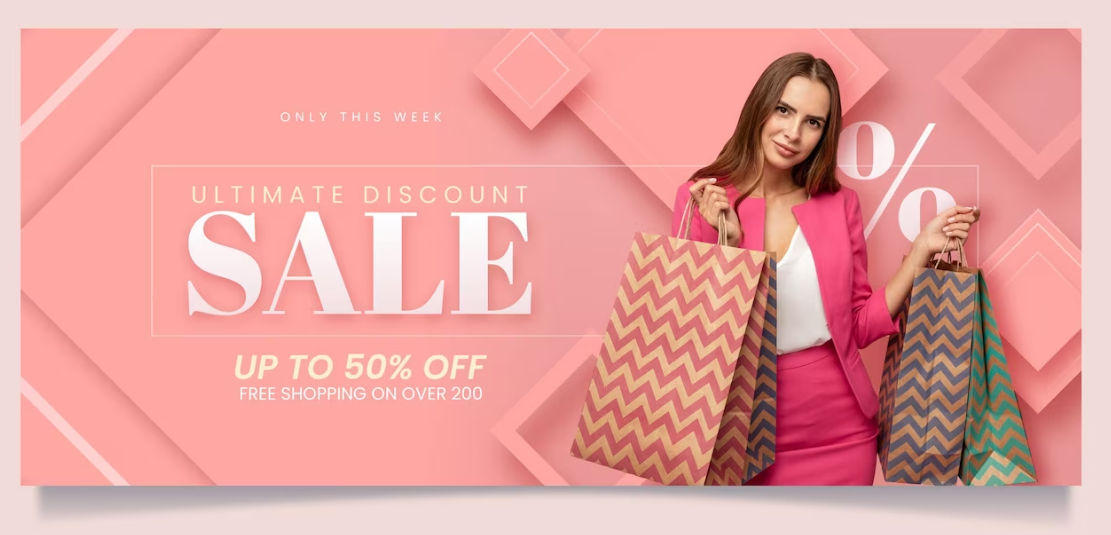 ONLY THIS WEEK
ULTIMATE DISCOUNT
SALE
%
UP TO 50% OFF
FREE SHOPPING ON OVER 200